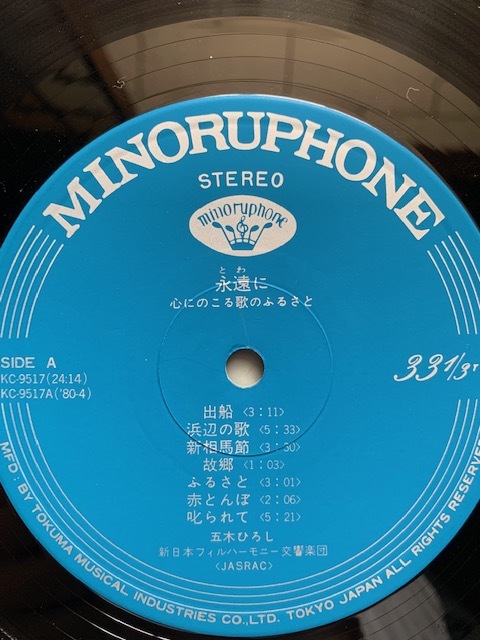 MINORUPHONE
STEREO
minoruphone
とわ
永遠に
心にのこる歌のふるさと
SIDE A
KC-9517(24:14)
KC-9517A('80-4)
33 1/3
出船〈3:11〉
浜辺の歌〈5:33〉
新相馬節〈3:30〉
故郷〈1:03〉
ふるさと〈3:01〉
赤とんぼ〈2:06〉
叱られて〈5:21〉
五木ひろし
新日本フィルハーモニー交響楽団
〈JASRAC〉
MFD: BY TOKUMA MUSICAL INDUSTRIES CO., LTD. TOKYO JAPAN ALL RIGHTS RESERVED